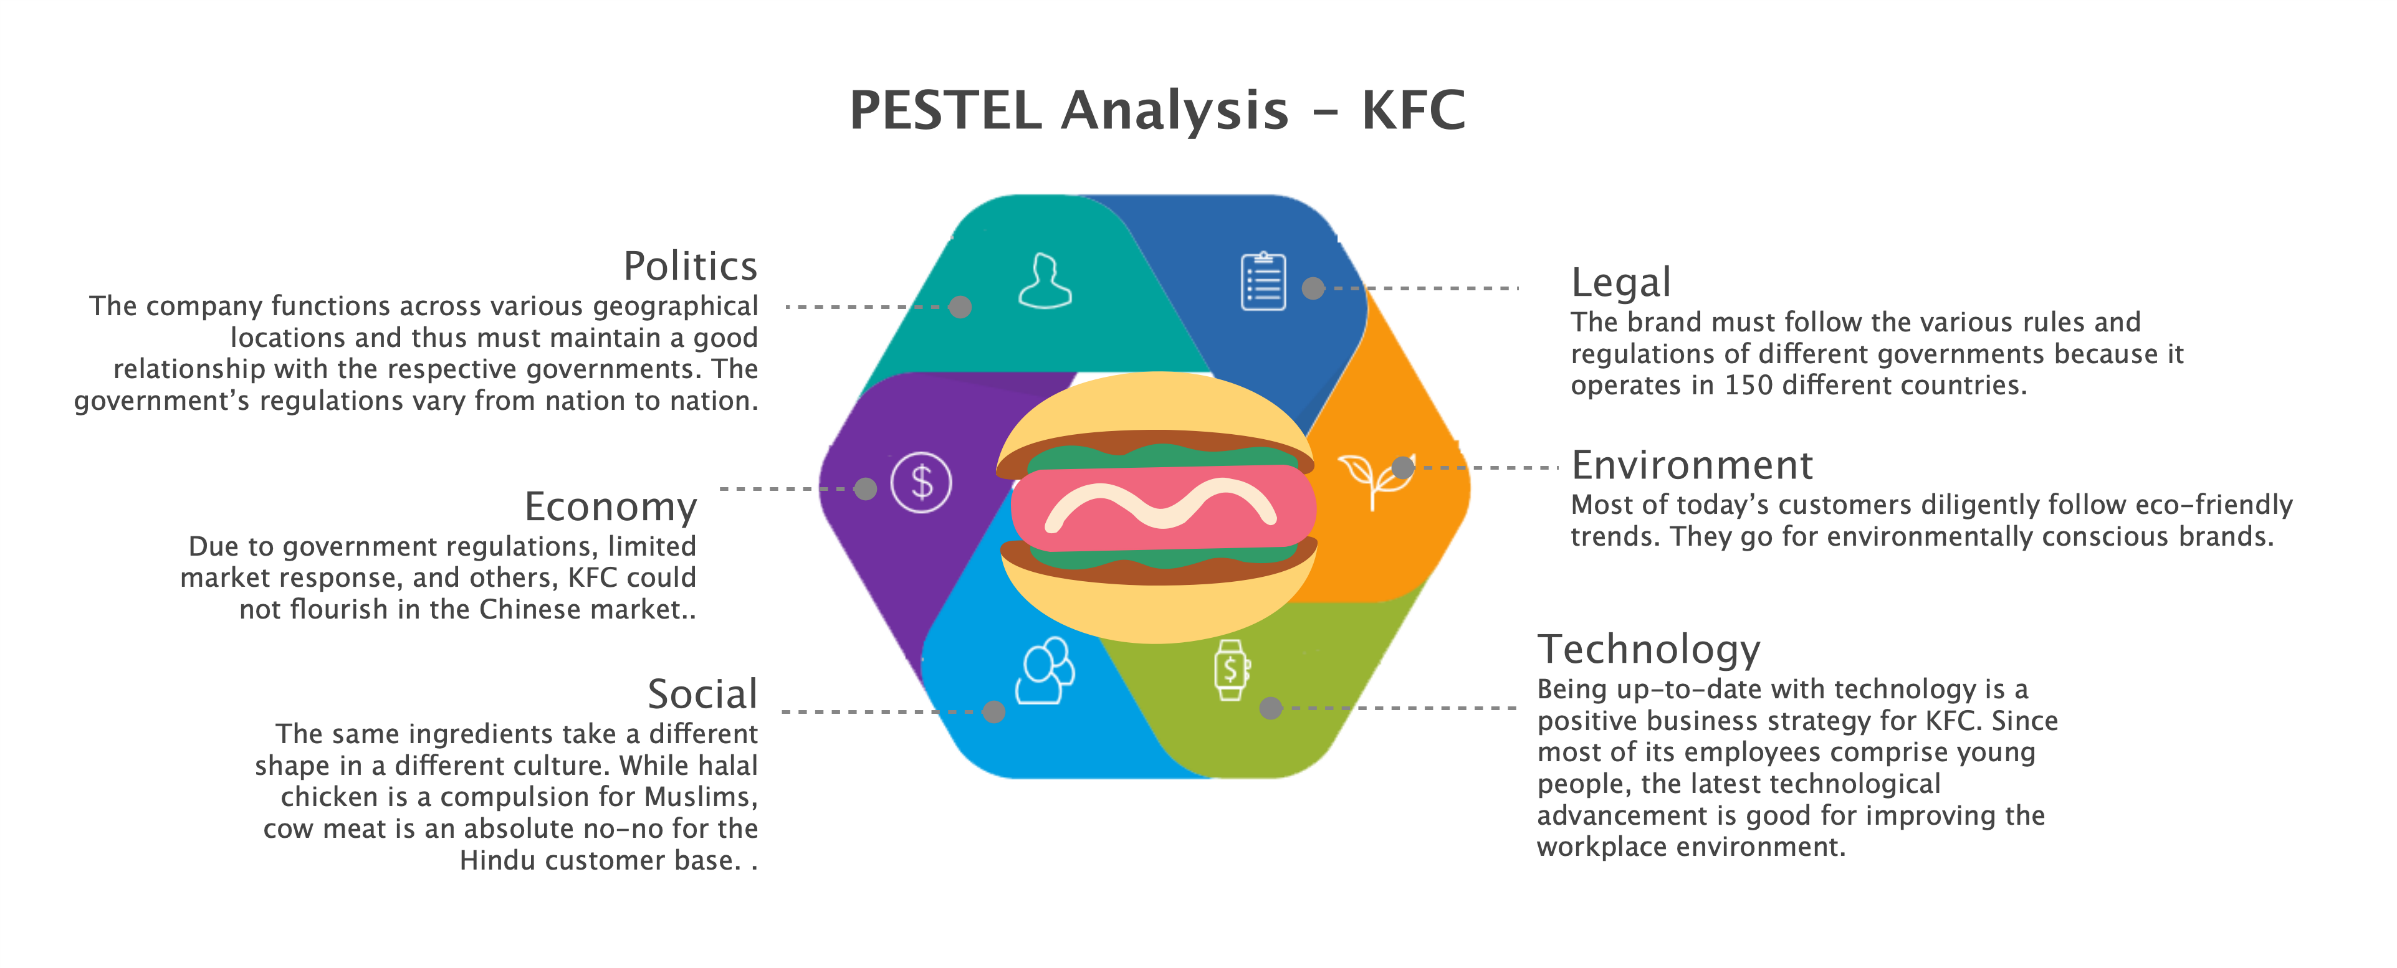 PESTEL Analysis – KFC
Politics
The company functions across various geographical
locations and thus must maintain a good
relationship with the respective governments. The
government’s regulations vary from nation to nation.
Economy
Due to government regulations, limited
market response, and others, KFC could
not flourish in the Chinese market..
Social
The same ingredients take a different
shape in a different culture. While halal
chicken is a compulsion for Muslims,
cow meat is an absolute no-no for the
Hindu customer base. .
Legal
The brand must follow the various rules and
regulations of different governments because it
operates in 150 different countries.
Environment
Most of today’s customers diligently follow eco-friendly
trends. They go for environmentally conscious brands.
Technology
Being up-to-date with technology is a
positive business strategy for KFC. Since
most of its employees comprise young
people, the latest technological
advancement is good for improving the
workplace environment.
$
$